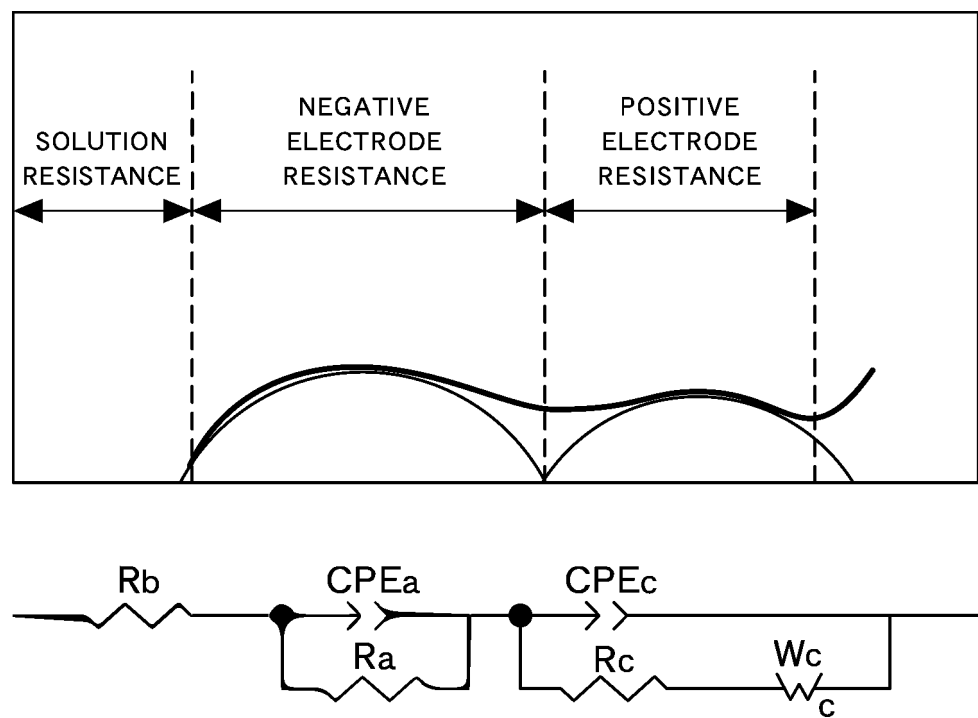 SOLUTION
RESISTANCE
NEGATIVE
ELECTRODE
RESISTANCE
POSITIVE
ELECTRODE
RESISTANCE
Rb
CPEa
Ra
CPEc
Rc
Wc
c